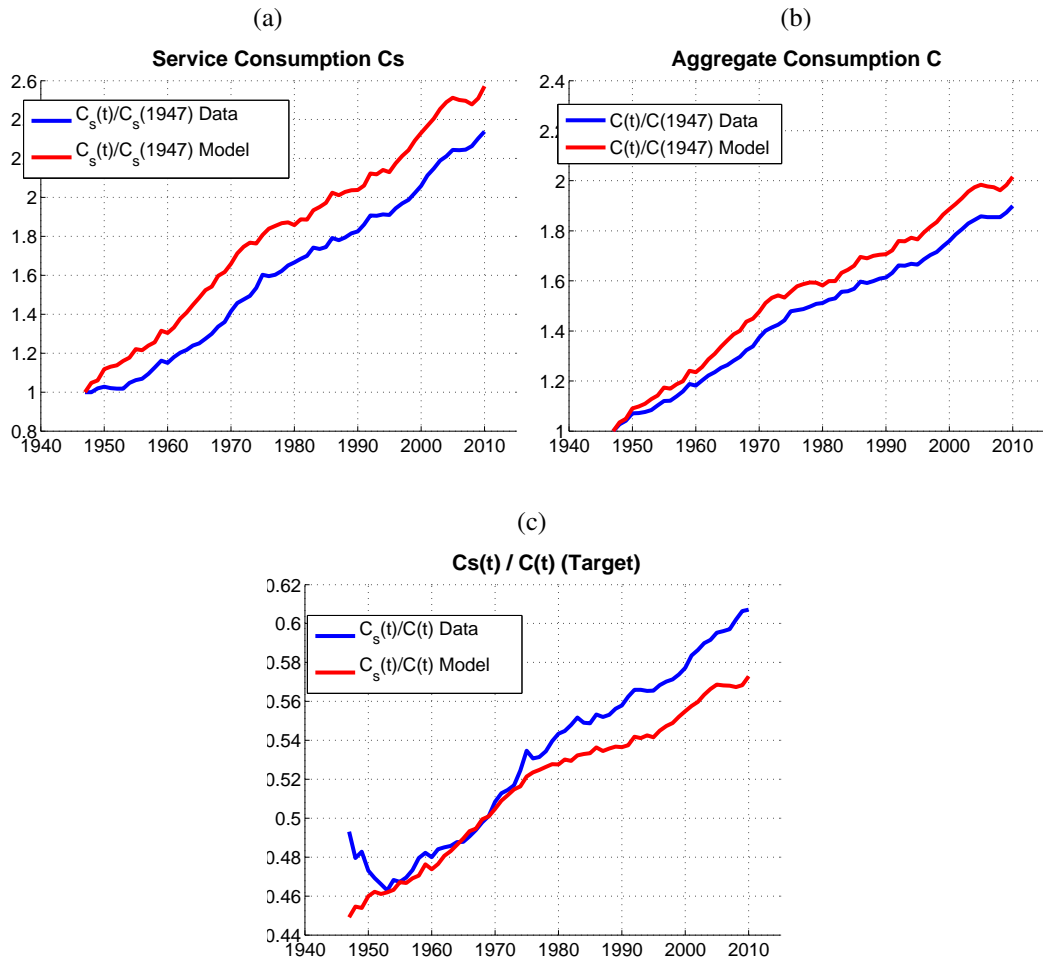 (a)
Service Consumption Cs
2.6
2.
2.
2
1.8
1.6
1.4
1.2
1
0.8
C_s(t)/C_s(1947) Data
C_s(t)/C_s(1947) Model
1940 1950 1960 1970 1980 1990 2000 2010
(b)
Aggregate Consumption C
2.4
2.2
2
1.8
1.6
1.4
1.2
1
C(t)/C(1947) Data
C(t)/C(1947) Model
1940 1950 1960 1970 1980 1990 2000 2010
(c)
Cs(t) / C(t) (Target)
0.62
0.6
0.58
0.56
0.54
0.52
0.5
0.48
0.46
0.44
C_s(t)/C(t) Data
C_s(t)/C(t) Model
1940 1950 1960 1970 1980 1990 2000 2010